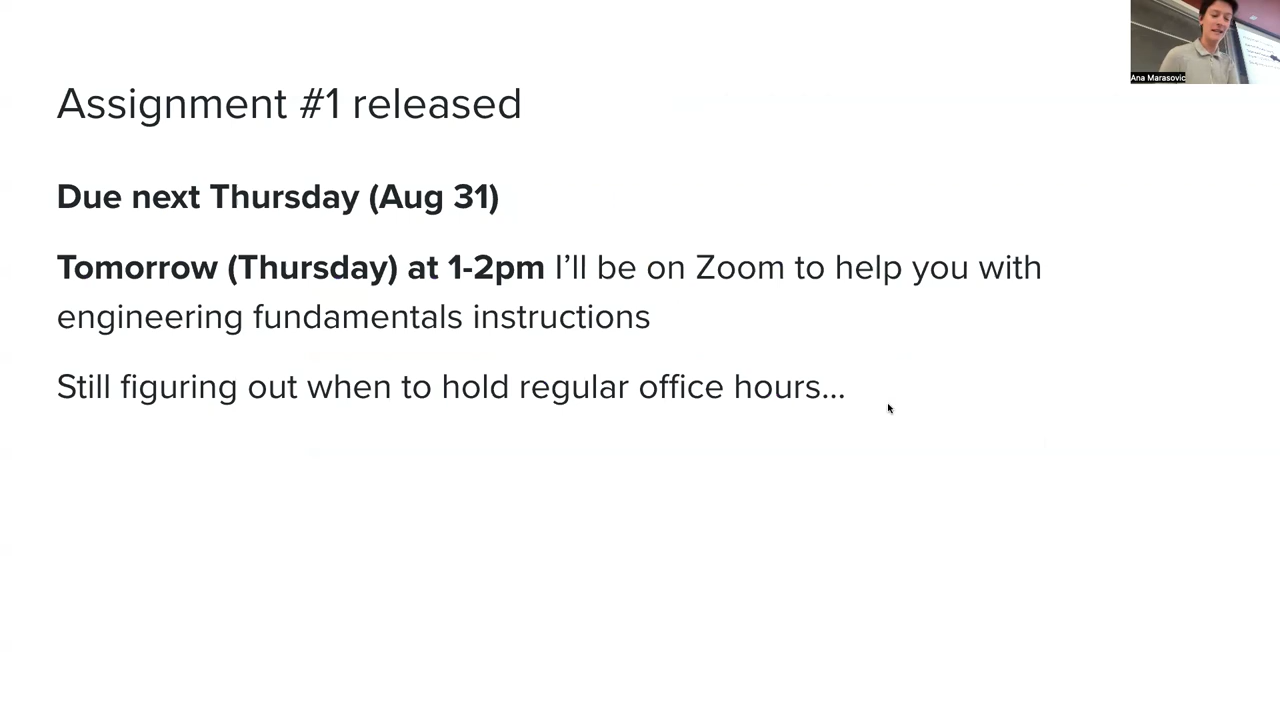 Ana Marasovic
Assignment #1 released
Due next Thursday (Aug 31)
Tomorrow (Thursday) at 1-2pm I'll be on Zoom to help you with
engineering fundamentals instructions
Still figuring out when to hold regular office hours...